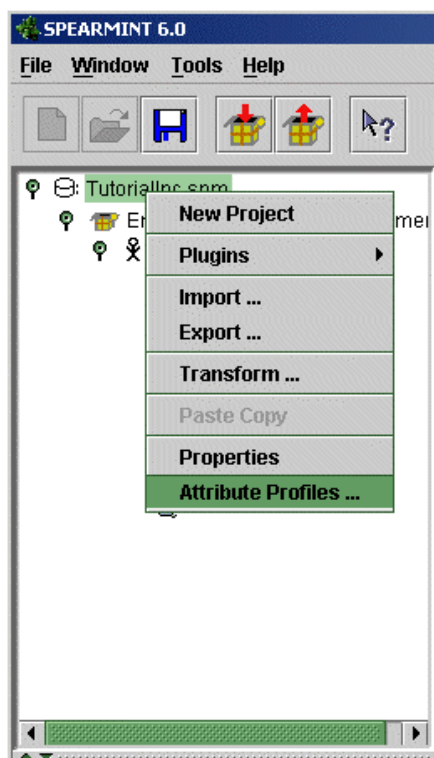 SPEARMINT 6.0
File Window Tools Help
TutorialInc.spm
New Project
Plugins
Import ...
Export ...
Transform ...
Paste Copy
Properties
Attribute Profiles ...